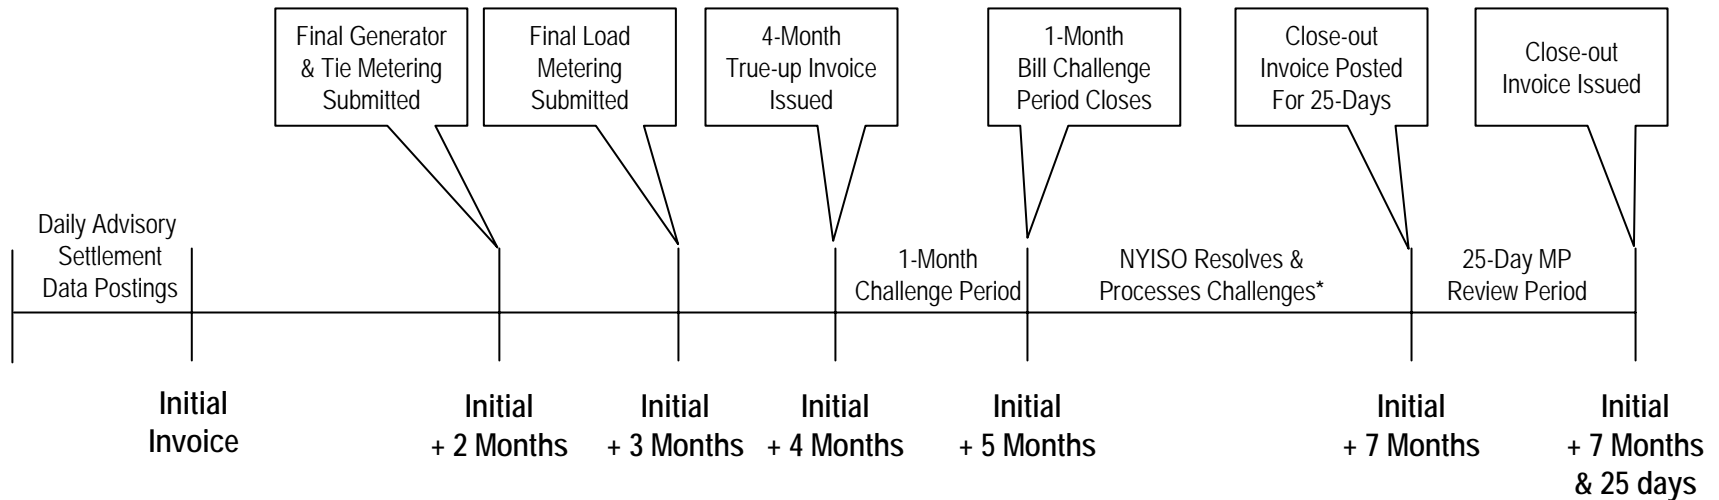 Final Generator
& Tie Metering
Submitted
Final Load
Metering
Submitted
4-Month
True-up Invoice
Issued
1-Month
Bill Challenge
Period Closes
Close-out
Invoice Posted
For 25-Days
Close-out
Invoice Issued
Daily Advisory
Settlement
Data Postings
1-Month
Challenge Period
NYISO Resolves &
Processes Challenges*
25-Day MP
Review Period
Initial
Invoice
Initial
+ 2 Months
Initial
+ 3 Months
Initial
+ 4 Months
Initial
+ 5 Months
Initial
+ 7 Months
Initial
+ 7 Months
& 25 days